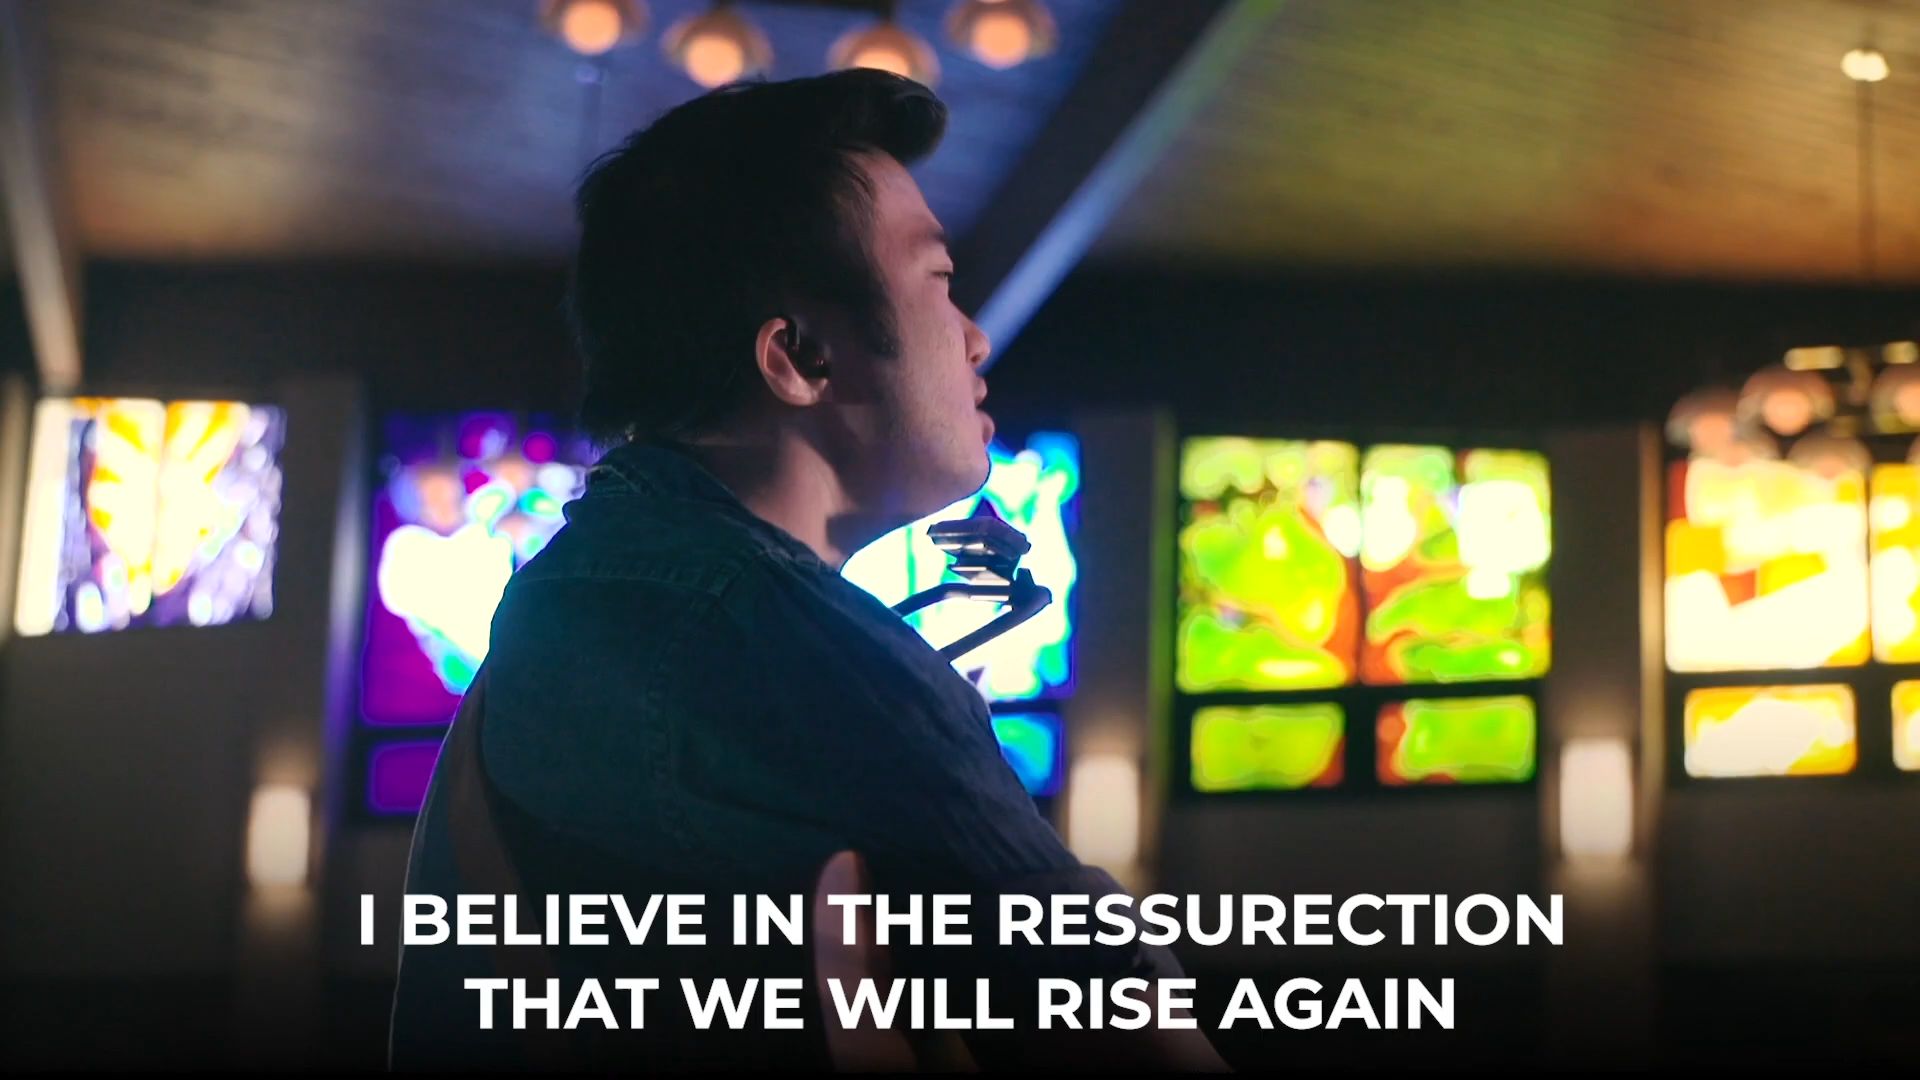 I BELIEVE IN THE RESSURECTION
THAT WE WILL RISE AGAIN